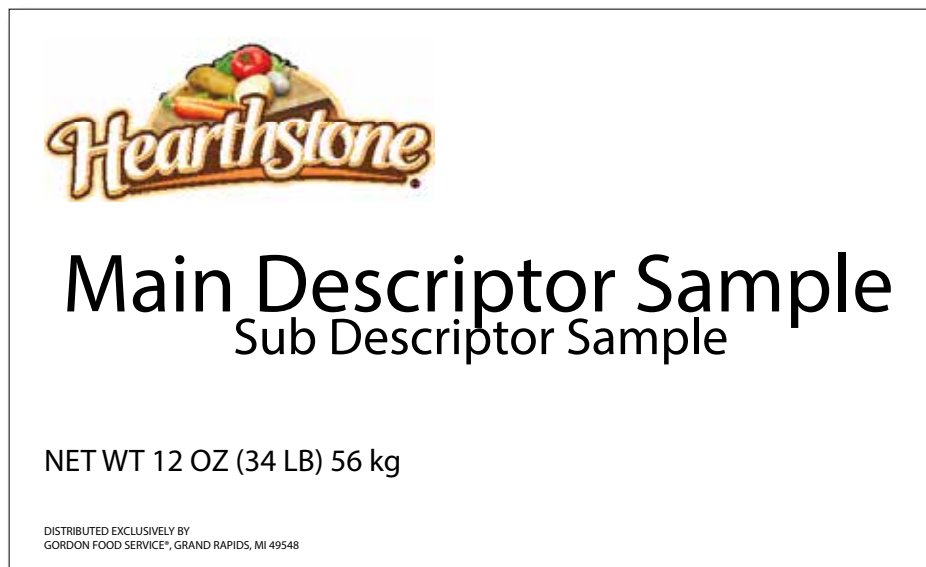 Hearthstone
Main Descriptor Sample
Sub Descriptor Sample
NET WT 12 OZ (34 LB) 56 kg
DISTRIBUTED EXCLUSIVELY BY
GORDON FOOD SERVICE®, GRAND RAPIDS, MI 49548